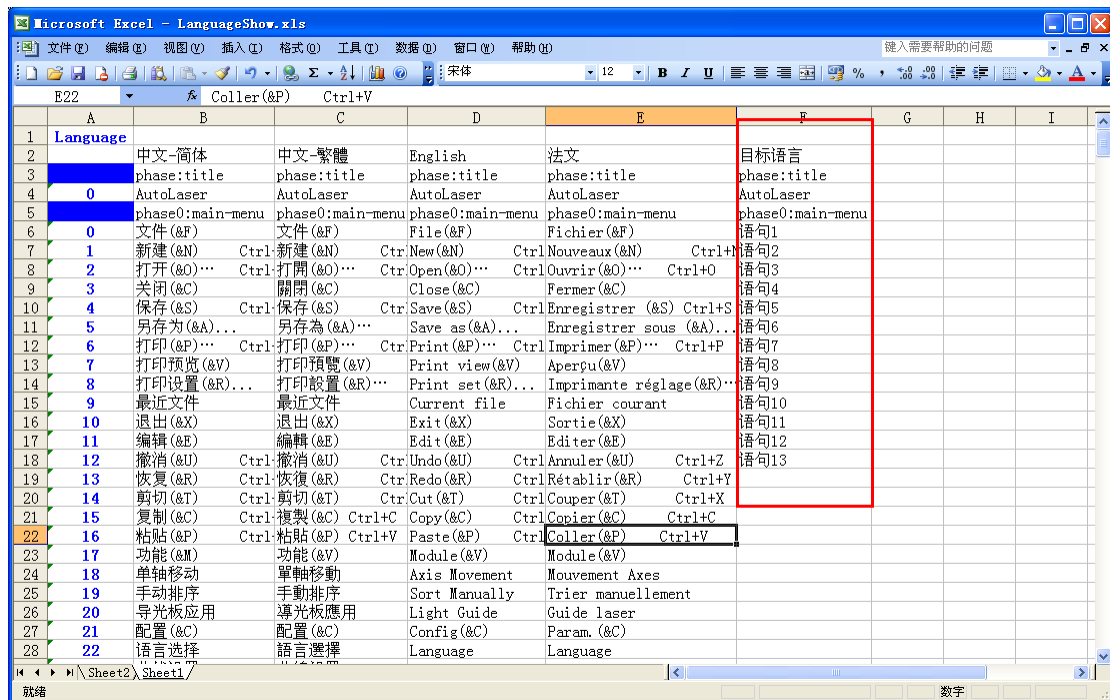 Microsoft Excel - LanguageShow.xls
文件(F) 编辑(E) 视图(V) 插入(I) 格式(O) 工具(T) 数据(D) 窗口(W) 帮助(H) 键入需要帮助的问题
宋体 12 B I U
E22 fx Coller(&P) Ctrl+V
A B C D E F G H I
1 Language
2 中文-简体 中文-繁體 English 法文 目标语言
3 phase:title phase:title phase:title phase:title phase:title
4 0 AutoLaser AutoLaser AutoLaser AutoLaser AutoLaser
5 phase0:main-menu phase0:main-menu phase0:main-menu phase0:main-menu phase0:main-menu
6 0 文件(&F) 文件(&F) File(&F) Fichier(&F) 语句1
7 1 新建(&N) Ctrl 新建(&N) Ctr New(&N) Ctrl Nouveaux(&N) Ctrl+N 语句2
8 2 打开(&O)… Ctrl 打開(&O)… Ctr Open(&O)… Ctrl Ouvrir(&O)… Ctrl+O 语句3
9 3 关闭(&C) 關閉(&C) Close(&C) Fermer(&C) 语句4
10 4 保存(&S) Ctrl 保存(&S) Ctr Save(&S) Ctrl Enregistrer (&S) Ctrl+S 语句5
11 5 另存为(&A)... 另存為(&A)… Save as(&A)... Enregistrer sous (&A)... 语句6
12 6 打印(&P)… Ctrl 打印(&P)… Ctr Print(&P)… Ctrl Imprimer(&P)… Ctrl+P 语句7
13 7 打印预览(&V) 打印預覽(&V) Print view(&V) Aperçu(&V) 语句8
14 8 打印设置(&R)... 打印設置(&R)… Print set(&R)... Imprimante réglage(&R)… 语句9
15 9 最近文件 最近文件 Current file Fichier courant 语句10
16 10 退出(&X) 退出(&X) Exit(&X) Sortie(&X) 语句11
17 11 编辑(&E) 編輯(&E) Edit(&E) Editer(&E) 语句12
18 12 撤消(&U) Ctrl 撤消(&U) Ctr Undo(&U) Ctrl Annuler(&U) Ctrl+Z 语句13
19 13 恢复(&R) Ctrl 恢復(&R) Ctr Redo(&R) Ctrl Rétablir(&R) Ctrl+Y
20 14 剪切(&T) Ctrl 剪切(&T) Ctr Cut(&T) Ctrl Couper(&T) Ctrl+X
21 15 复制(&C) Ctrl 複製(&C) Ctrl+C Copy(&C) Ctrl Copier(&C) Ctrl+C
22 16 粘贴(&P) Ctrl 粘貼(&P) Ctrl+V Paste(&P) Ctrl Coller(&P) Ctrl+V
23 17 功能(&M) 功能(&V) Module(&V) Module(&V)
24 18 单轴移动 單軸移動 Axis Movement Mouvement Axes
25 19 手动排序 手動排序 Sort Manually Trier manuellement
26 20 导光板应用 導光板應用 Light Guide Guide laser
27 21 配置(&C) 配置(&C) Config(&C) Param.(&C)
28 22 语言选择 語言選擇 Language Language
Sheet2 Sheet1
就绪 数字